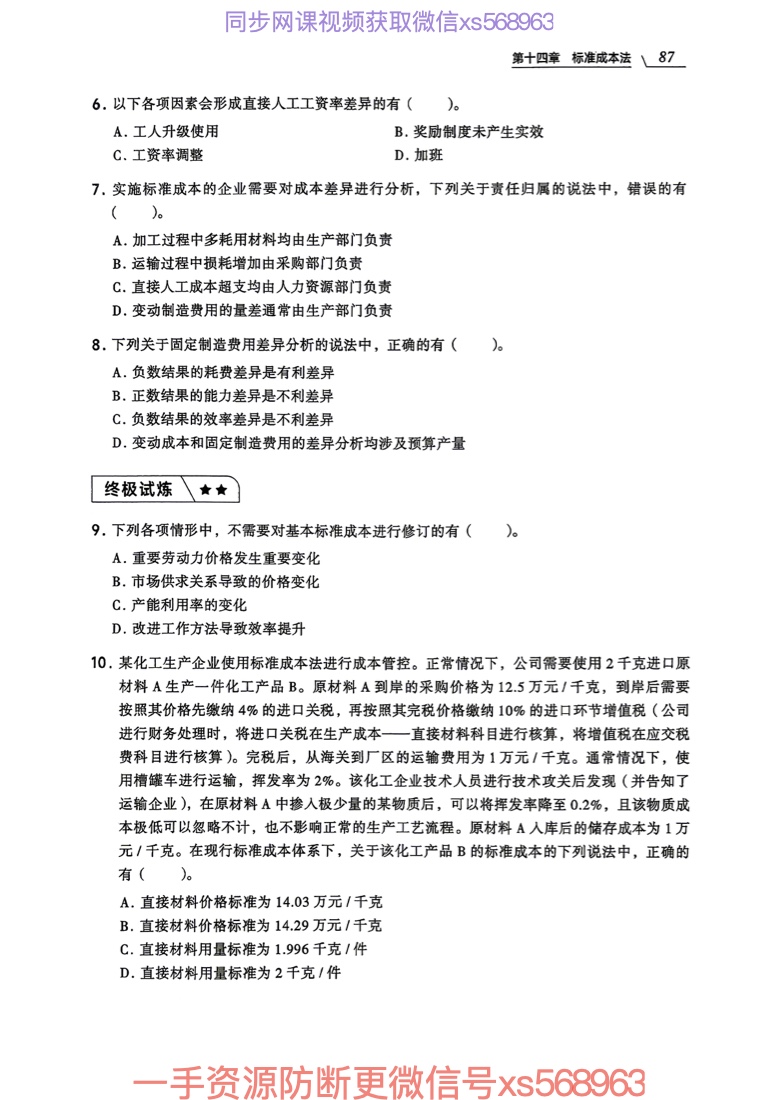 同步网课视频获取微信xs568963
第十四章 标准成本法 87
6. 以下各项因素会形成直接人工工资率差异的有（　　）。
A. 工人升级使用 B. 奖励制度未产生实效
C. 工资率调整 D. 加班
7. 实施标准成本的企业需要对成本差异进行分析，下列关于责任归属的说法中，错误的有
（　　）。
A. 加工过程中多耗用材料均由生产部门负责
B. 运输过程中损耗增加由采购部门负责
C. 直接人工成本超支均由人力资源部门负责
D. 变动制造费用的量差通常由生产部门负责
8. 下列关于固定制造费用差异分析的说法中，正确的有（　　）。
A. 负数结果的耗费差异是有利差异
B. 正数结果的能力差异是不利差异
C. 负数结果的效率差异是不利差异
D. 变动成本和固定制造费用的差异分析均涉及预算产量
终极试炼 ★★
9. 下列各项情形中，不需要对基本标准成本进行修订的有（　　）。
A. 重要劳动力价格发生重要变化
B. 市场供求关系导致的价格变化
C. 产能利用率的变化
D. 改进工作方法导致效率提升
10. 某化工生产企业使用标准成本法进行成本管控。正常情况下，公司需要使用 2 千克进口原
材料 A 生产一件化工产品 B。原材料 A 到岸的采购价格为 12.5 万元 / 千克，到岸后需要
按照其价格先缴纳 4% 的进口关税，再按照其完税价格缴纳 10% 的进口环节增值税（公司
进行财务处理时，将进口关税在生产成本——直接材料科目进行核算，将增值税在应交税
费科目进行核算）。完税后，从海关到厂区的运输费用为 1 万元 / 千克。通常情况下，使
用槽罐车进行运输，挥发率为 2%。该化工企业技术人员进行技术攻关后发现（并告知了
运输企业），在原材料 A 中掺入极少量的某物质后，可以将挥发率降至 0.2%，且该物质成
本极低可以忽略不计，也不影响正常的生产工艺流程。原材料 A 入库后的储存成本为 1 万
元 / 千克。在现行标准成本体系下，关于该化工产品 B 的标准成本的下列说法中，正确的
有（　　）。
A. 直接材料价格标准为 14.03 万元 / 千克
B. 直接材料价格标准为 14.29 万元 / 千克
C. 直接材料用量标准为 1.996 千克 / 件
D. 直接材料用量标准为 2 千克 / 件
一手资源防断更微信号xs568963